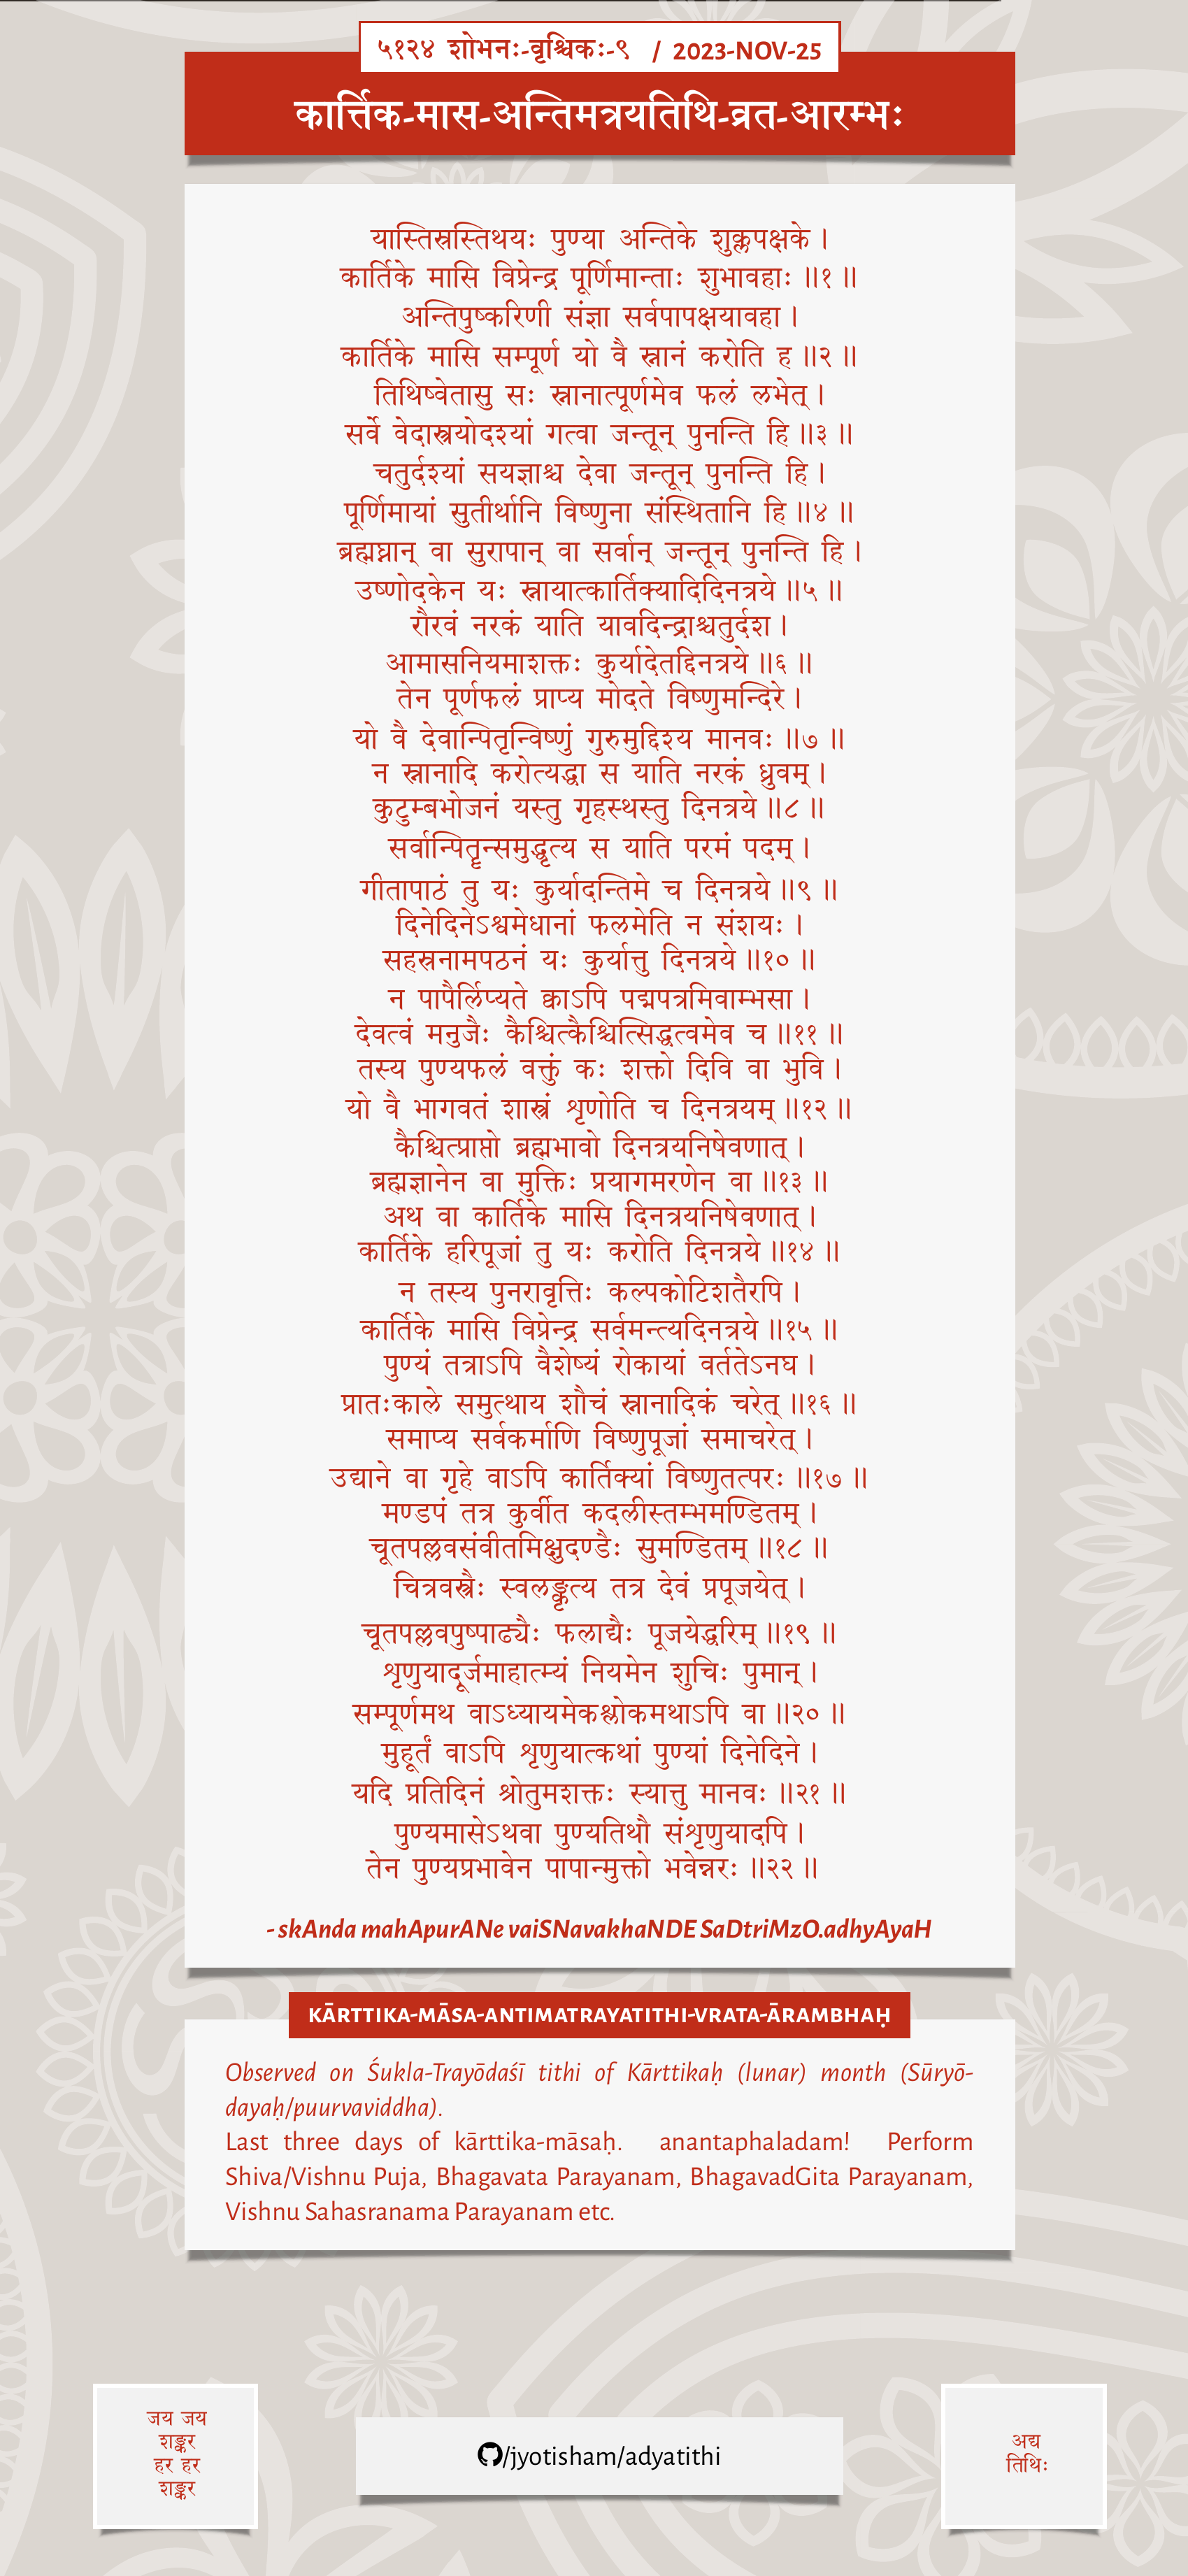 ५१२४ शोभनः-वृश्चिकः-९ / 2023-NOV-25
कार्त्तिक-मास-अन्तिमत्रयतिथि-व्रत-आरम्भः
यास्तिस्रस्तिथयः पुण्या अन्तिके शुक्लपक्षके।
कार्तिके मासि विप्रेन्द्र पूर्णिमान्ताः शुभावहाः॥१॥
अन्तिपुष्करिणी संज्ञा सर्वपापक्षयावहा।
कार्तिके मासि सम्पूर्ण यो वै स्नानं करोति ह॥२॥
तिथिष्वेतासु सः स्नानात्पूर्णमेव फलं लभेत्।
सर्वे वेदास्त्रयोदश्यां गत्वा जन्तून् पुनन्ति हि॥३॥
चतुर्दश्यां सयज्ञाश्च देवा जन्तून् पुनन्ति हि।
पूर्णिमायां सुतीर्थानि विष्णुना संस्थितानि हि॥४॥
ब्रह्मघ्नान् वा सुरापान् वा सर्वान् जन्तून् पुनन्ति हि।
उष्णोदकेन यः स्नायात्कार्तिक्यादिदिनत्रये॥५॥
रौरवं नरकं याति यावदिन्द्राश्चतुर्दश।
आमासनियमाशक्तः कुर्यादेतद्दिनत्रये॥६॥
तेन पूर्णफलं प्राप्य मोदते विष्णुमन्दिरे।
यो वै देवान्पितृन्विष्णुं गुरुमुद्दिश्य मानवः॥७॥
न स्नानादि करोत्यद्धा स याति नरकं ध्रुवम्।
कुटुम्बभोजनं यस्तु गृहस्थस्तु दिनत्रये॥८॥
सर्वान्पितॄन्समुद्धृत्य स याति परमं पदम्।
गीतापाठं तु यः कुर्यादन्तिमे च दिनत्रये॥९॥
दिनेदिनेऽश्वमेधानां फलमेति न संशयः।
सहस्रनामपठनं यः कुर्यात्तु दिनत्रये॥१०॥
न पापैर्लिप्यते क्वाऽपि पद्मपत्रमिवाम्भसा।
देवत्वं मनुजैः कैश्चित्कैश्चित्सिद्धत्वमेव च॥११॥
तस्य पुण्यफलं वक्तुं कः शक्तो दिवि वा भुवि।
यो वै भागवतं शास्त्रं शृणोति च दिनत्रयम्॥१२॥
कैश्चित्प्राप्तो ब्रह्मभावो दिनत्रयनिषेवणात्।
ब्रह्मज्ञानेन वा मुक्तिः प्रयागमरणेन वा॥१३॥
अथ वा कार्तिके मासि दिनत्रयनिषेवणात्।
कार्तिके हरिपूजां तु यः करोति दिनत्रये॥१४॥
न तस्य पुनरावृत्तिः कल्पकोटिशतैरपि।
कार्तिके मासि विप्रेन्द्र सर्वमन्त्यदिनत्रये॥१५॥
पुण्यं तत्राऽपि वैशेष्यं रोकायां वर्ततेऽनघ।
प्रातःकाले समुत्थाय शौचं स्नानादिकं चरेत्॥१६॥
समाप्य सर्वकर्माणि विष्णुपूजां समाचरेत्।
उद्याने वा गृहे वाऽपि कार्तिक्यां विष्णुतत्परः॥१७॥
मण्डपं तत्र कुर्वीत कदलीस्तम्भमण्डितम्।
चूतपल्लवसंवीतमिक्षुदण्डैः सुमण्डितम्॥१८॥
चित्रवस्त्रैः स्वलङ्कृत्य तत्र देवं प्रपूजयेत्।
चूतपल्लवपुष्पाढ्यैः फलाद्यैः पूजयेद्धरिम्॥१९॥
शृणुयादूर्जमाहात्म्यं नियमेन शुचिः पुमान्।
सम्पूर्णमथ वाऽध्यायमेकश्लोकमथाऽपि वा॥२०॥
मुहूर्तं वाऽपि शृणुयात्कथां पुण्यां दिनेदिने।
यदि प्रतिदिनं श्रोतुमशक्तः स्यात्तु मानवः॥२१॥
पुण्यमासेऽथवा पुण्यतिथौ संशृणुयादपि।
तेन पुण्यप्रभावेन पापान्मुक्तो भवेन्नरः॥२२॥
- skAnda mahApurANe vaiSNavakhaNDE SaDtriMzO.adhyAyaH
KĀRTTIKA-MĀSA-ANTIMATRAYATITHI-VRATA-ĀRAMBHAḤ
Observed on Śukla-Trayōdaśī tithi of Kārttikaḥ (lunar) month (Sūryō-
dayaḥ/puurvaviddha).
Last three days of kārttika-māsaḥ. anantaphaladam! Perform
Shiva/Vishnu Puja, Bhagavata Parayanam, BhagavadGita Parayanam,
Vishnu Sahasranama Parayanam etc.
जय जय
शङ्कर
हर हर
शङ्कर
/jyotisham/adyatithi
अद्य
तिथिः